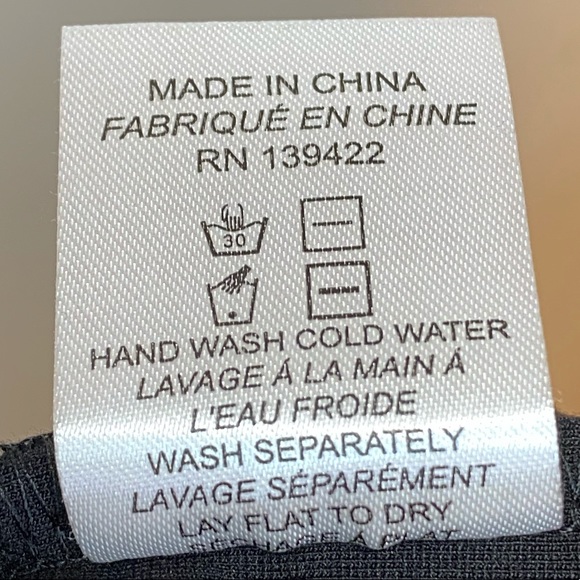 MADE IN CHINA
FABRIQUÉ EN CHINE
RN 139422
30
HAND WASH COLD WATER
LAVAGE Á LA MAIN Á
L'EAU FROIDE
WASH SEPARATELY
LAVAGE SÉPARÉMENT
LAY FLAT TO DRY